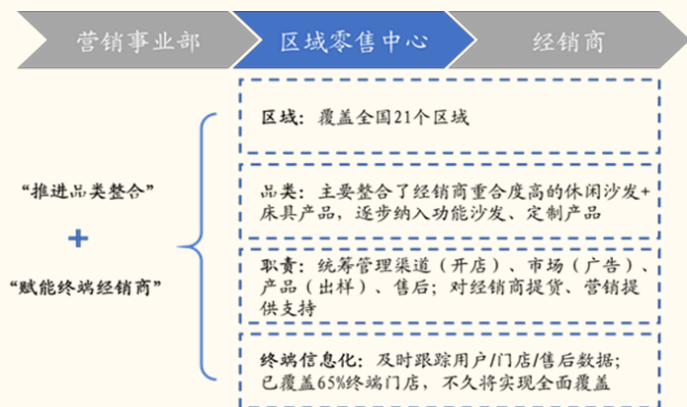 营销事业部
区域零售中心
经销商
区域：覆盖全国21个区域
“推进品类整合”
+
“赋能终端经销商”
品类：主要整合了经销商重合度高的休闲沙发+
床具产品，逐步纳入功能沙发、定制产品
职责：统筹管理渠道（开店）、市场（广告）、
产品（出样）、售后；对经销商提货、营销提
供支持
终端信息化：及时跟踪用户/门店/售后数据；
已覆盖65%终端门店，不久将实现全面覆盖